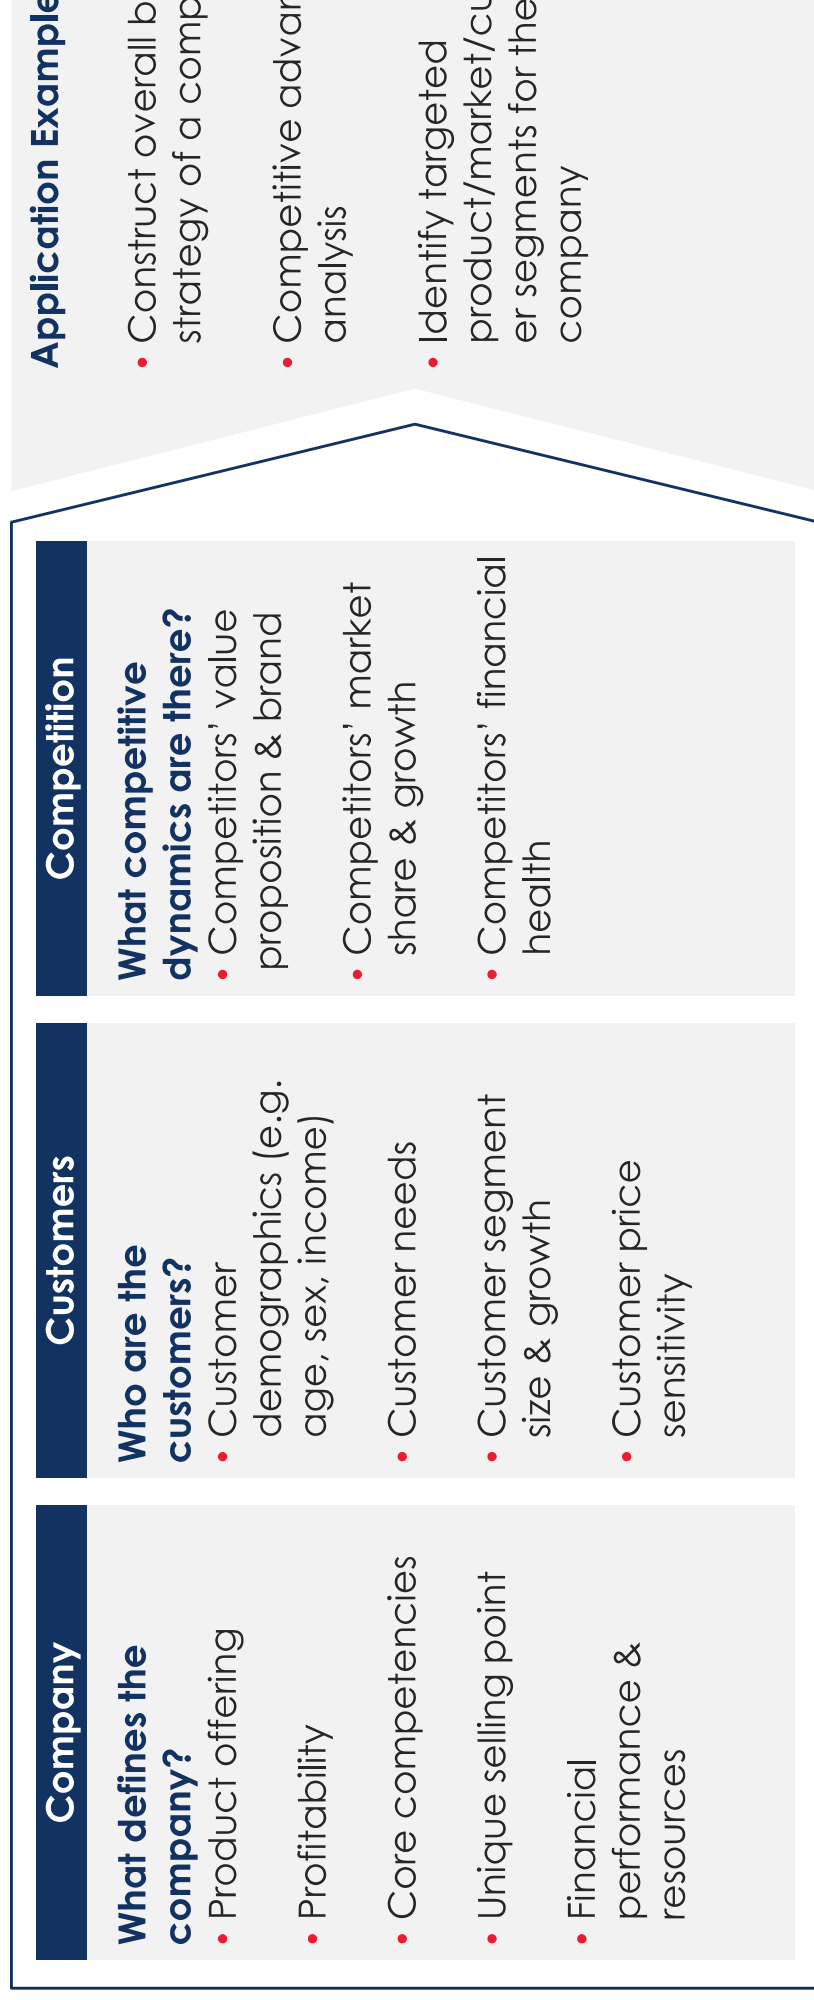 Company
What defines the
company?
• Product offering
• Profitability
• Core competencies
• Unique selling point
• Financial
performance &
resources
Customers
Who are the
customers?
• Customer
demographics (e.g.
age, sex, income)
• Customer needs
• Customer segment
size & growth
• Customer price
sensitivity
Competition
What competitive
dynamics are there?
• Competitors’ value
proposition & brand
• Competitors’ market
share & growth
• Competitors’ financial
health
Application Example
• Construct overall b
strategy of a comp
• Competitive advan
analysis
• Identify targeted
product/market/cu
er segments for the
company